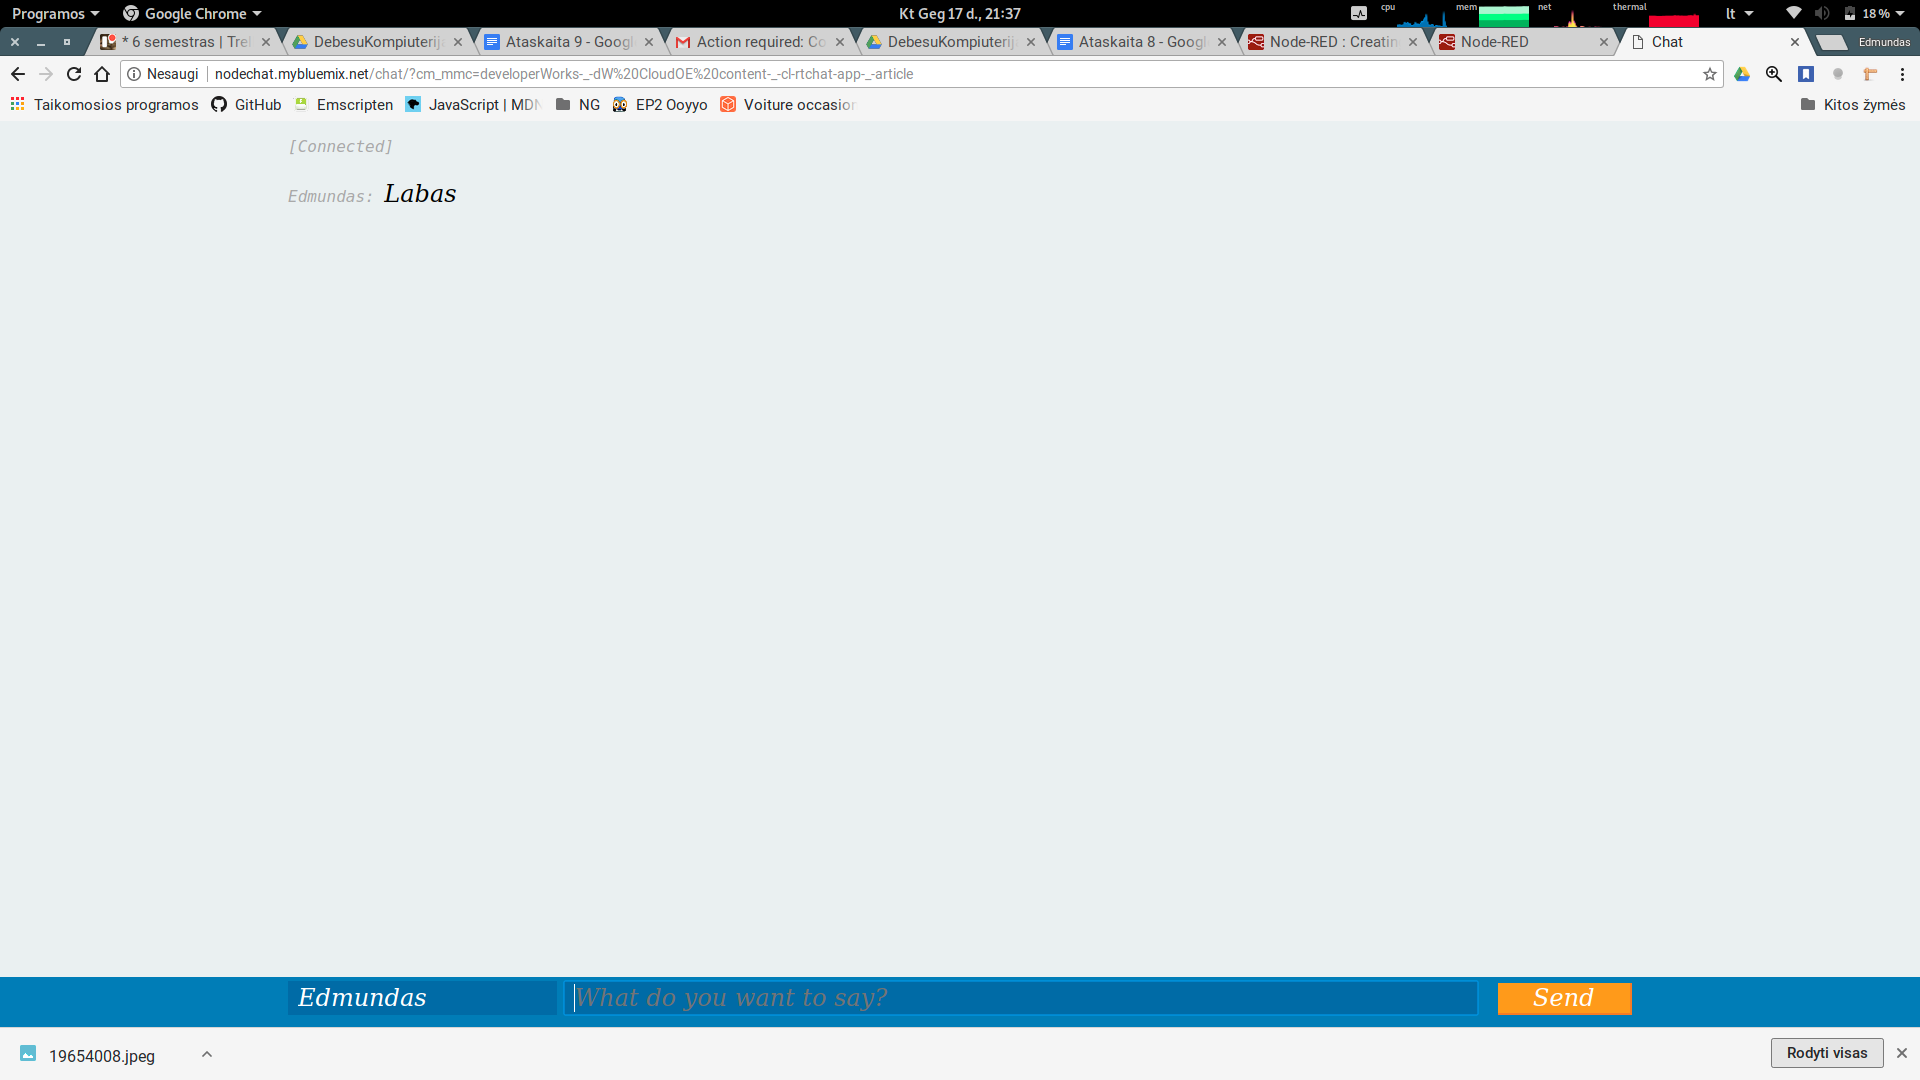 Programos Google Chrome Kt Geg 17 d., 21:37 cpu mem net thermal lt 18 %
* 6 semestras | Trel DebesuKompiuterija Ataskaita 9 - Googl Action required: Co DebesuKompiuterija Ataskaita 8 - Googl Node-RED : Creatin Node-RED Chat Edmundas
Nesaugi nodechat.mybluemix.net/chat/?cm_mmc=developerWorks-_-dW%20CloudOE%20content-_-cl-rtchat-app-_-article
Taikomosios programos GitHub Emscripten JavaScript | MDN NG EP2 Ooyyo Voiture occasion Kitos žymės
[Connected]
Edmundas: Labas
Edmundas What do you want to say? Send
19654008.jpeg Rodyti visas